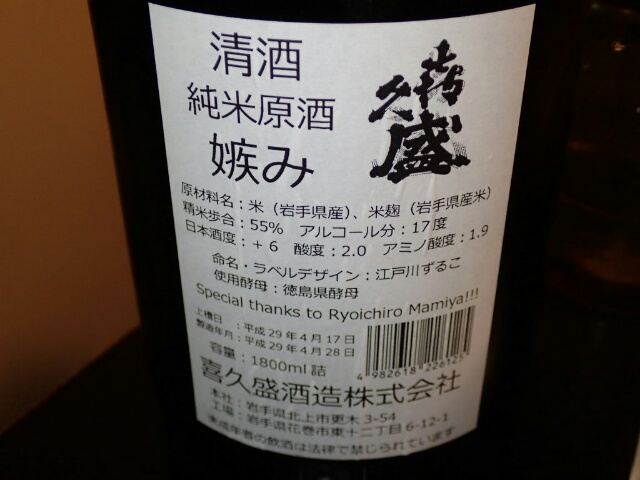 清酒
純米原酒
嫉み
喜久盛
原材料名：米（岩手県産）、米麹（岩手県産米）
精米歩合：55%　アルコール分：17度
日本酒度：＋6　酸度：2.0　アミノ酸度：1.9
命名・ラベルデザイン：江戸川ずるこ
使用酵母：徳島県酵母
Special thanks to Ryoichiro Mamiya!!!
上槽日　：平成29年4月17日
製造年月：平成29年4月28日
容量：1800ml詰
4 982618 226125
喜久盛酒造株式会社
本社：岩手県北上市更木3-54
工場：岩手県花巻市東十二丁目6-12-1
未成年者の飲酒は法律で禁じられています